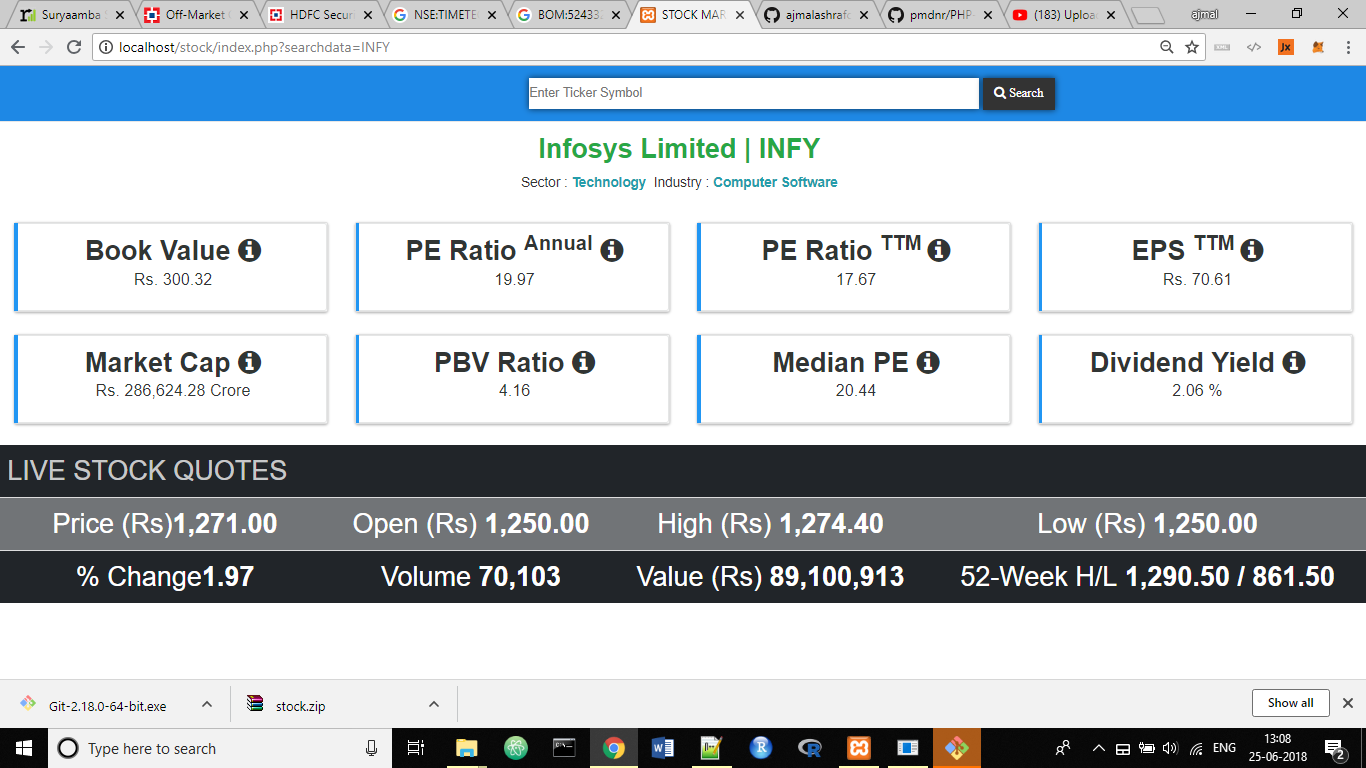 Suryaamba
Off-Market
HDFC Securi
NSE:TIMETE
BOM:52433
STOCK MAR
ajmalashraf
pmdnr/PHP
(183) Uploa
ajmal
localhost/stock/index.php?searchdata=INFY
Enter Ticker Symbol
Search
Infosys Limited | INFY
Sector : Technology Industry : Computer Software
Book Value
Rs. 300.32
PE Ratio Annual
19.97
PE Ratio TTM
17.67
EPS TTM
Rs. 70.61
Market Cap
Rs. 286,624.28 Crore
PBV Ratio
4.16
Median PE
20.44
Dividend Yield
2.06 %
LIVE STOCK QUOTES
Price (Rs)1,271.00 Open (Rs) 1,250.00 High (Rs) 1,274.40 Low (Rs) 1,250.00
% Change1.97 Volume 70,103 Value (Rs) 89,100,913 52-Week H/L 1,290.50 / 861.50
Git-2.18.0-64-bit.exe
stock.zip
Show all
Type here to search
ENG
13:08
25-06-2018
2